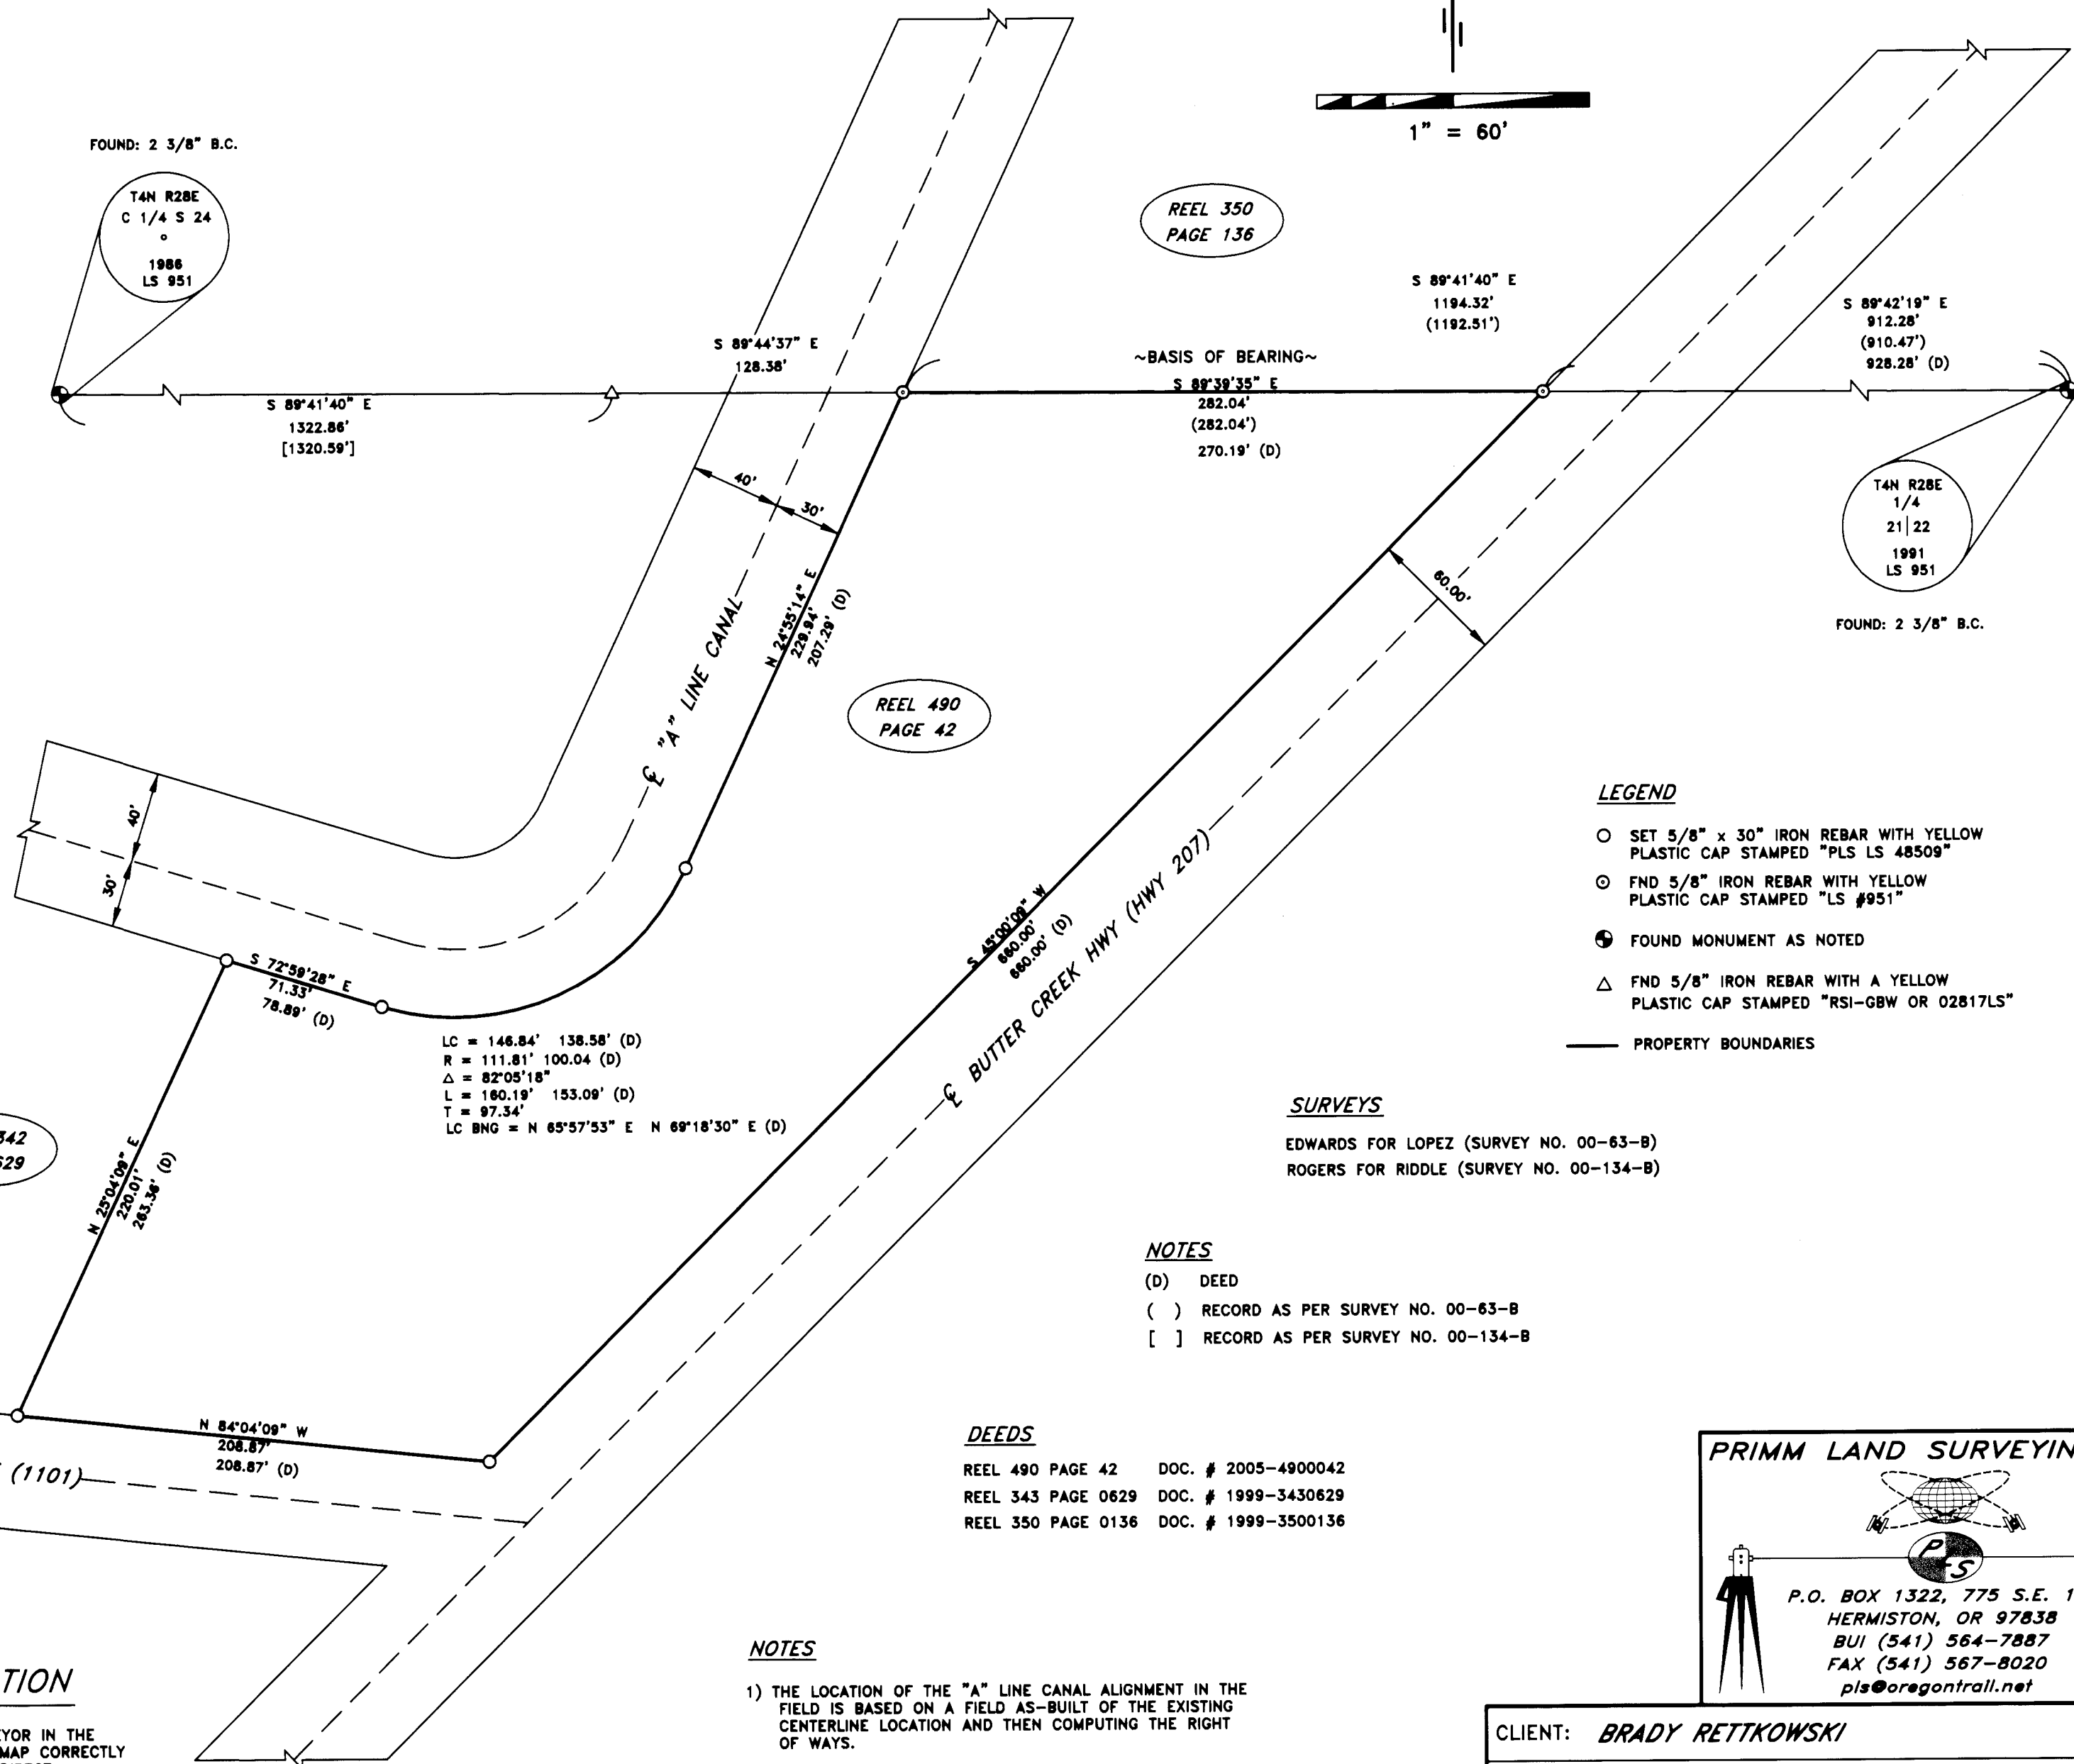 1" = 60'
FOUND: 2 3/8" B.C.
T4N R28E
C 1/4 S 24
1986
LS 951
REEL 350
PAGE 136
S 89°41'40" E
1194.32'
(1192.51')
S 89°42'19" E
912.28'
(910.47')
928.28' (D)
S 89°44'37" E
128.38'
~BASIS OF BEARING~
S 89°39'35" E
282.04'
(282.04')
270.19' (D)
S 89°41'40" E
1322.86'
[1320.59']
40'
30'
T4N R28E
1/4
21|22
1991
LS 951
FOUND: 2 3/8" B.C.
60.00'
N 24°55'14" E
229.94'
207.29' (D)
℄ "A" LINE CANAL
REEL 490
PAGE 42
40'
30'
LEGEND
SET 5/8" x 30" IRON REBAR WITH YELLOW
PLASTIC CAP STAMPED "PLS LS 48509"
FND 5/8" IRON REBAR WITH YELLOW
PLASTIC CAP STAMPED "LS #951"
FOUND MONUMENT AS NOTED
FND 5/8" IRON REBAR WITH A YELLOW
PLASTIC CAP STAMPED "RSI-GBW OR 02817LS"
PROPERTY BOUNDARIES
S 45°00'09" W
660.00'
660.00' (D)
℄ BUTTER CREEK HWY (HWY 207)
S 72°59'28" E
71.33'
78.89' (D)
LC = 146.84' 138.58' (D)
R = 111.81' 100.04 (D)
Δ = 82°05'18"
L = 160.19' 153.09' (D)
T = 97.34'
LC BNG = N 65°57'53" E N 69°18'30" E (D)
342
629
N 25°04'09" E
220.01'
263.36' (D)
SURVEYS
EDWARDS FOR LOPEZ (SURVEY NO. 00-63-B)
ROGERS FOR RIDDLE (SURVEY NO. 00-134-B)
NOTES
(D) DEED
( ) RECORD AS PER SURVEY NO. 00-63-B
[ ] RECORD AS PER SURVEY NO. 00-134-B
N 84°04'09" W
208.87'
208.87' (D)
(1101)
DEEDS
REEL 490 PAGE 42 DOC. # 2005-4900042
REEL 343 PAGE 0629 DOC. # 1999-3430629
REEL 350 PAGE 0136 DOC. # 1999-3500136
PRIMM LAND SURVEYIN
PLS
P.O. BOX 1322, 775 S.E. 1
HERMISTON, OR 97838
BUI (541) 564-7887
FAX (541) 567-8020
pls@oregontrail.net
NOTES
1) THE LOCATION OF THE "A" LINE CANAL ALIGNMENT IN THE
FIELD IS BASED ON A FIELD AS-BUILT OF THE EXISTING
CENTERLINE LOCATION AND THEN COMPUTING THE RIGHT
OF WAYS.
TION
YOR IN THE
MAP CORRECTLY
CLIENT: BRADY RETTKOWSKI